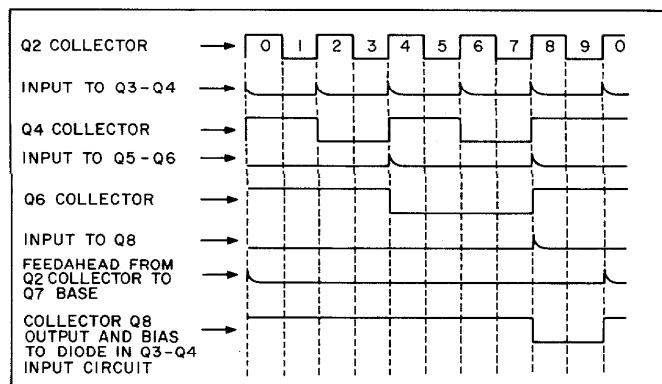 Q2 COLLECTOR
0 1 2 3 4 5 6 7 8 9 0
INPUT TO Q3-Q4
Q4 COLLECTOR
INPUT TO Q5-Q6
Q6 COLLECTOR
INPUT TO Q8
FEEDAHEAD FROM
Q2 COLLECTOR TO
Q7 BASE
COLLECTOR Q8
OUTPUT AND BIAS
TO DIODE IN Q3-Q4
INPUT CIRCUIT